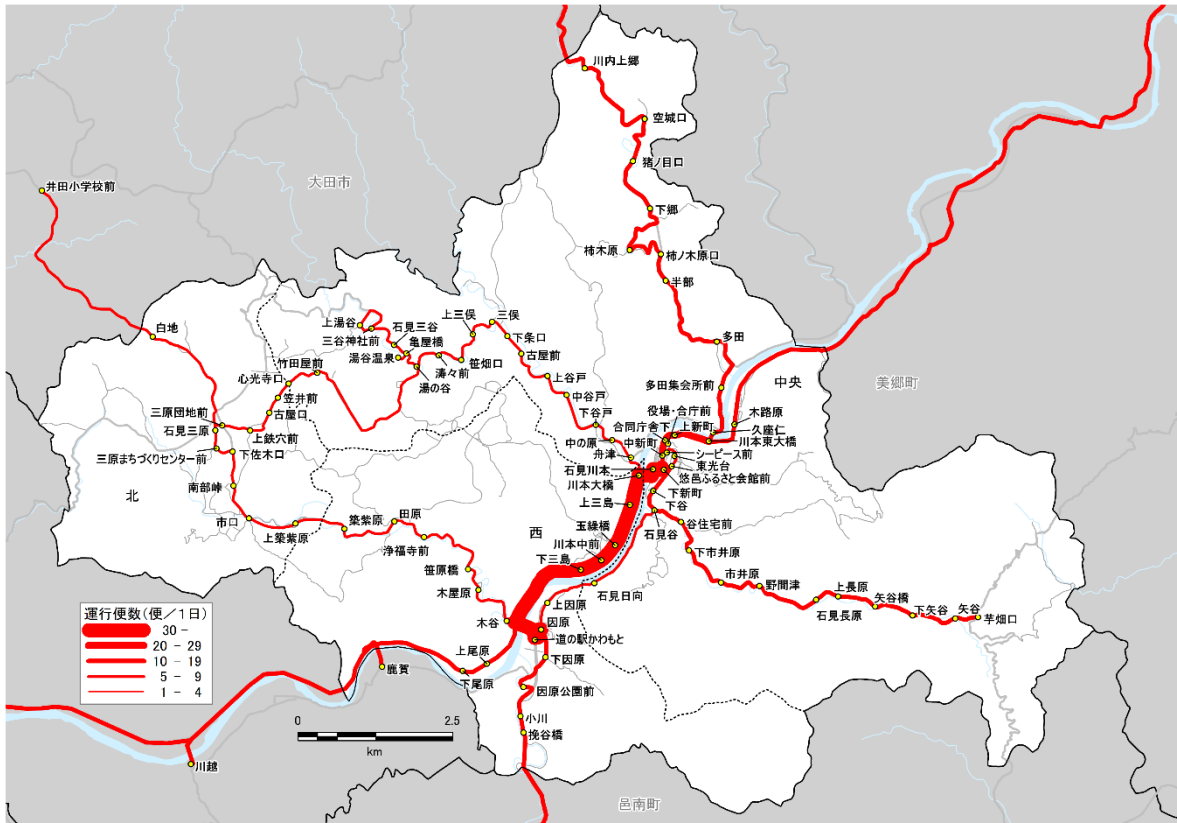 川内上郷
空城口
猪ノ目口
下郷
柿木原
柿ノ木原口
半部
多田
多田集会所前
中央
美郷町
大田市
井田小学校前
白地
上湯谷
三谷神社前
石見三谷
亀屋橋
湯谷温泉
湯の谷
涛々前
笹畑口
上三俣
三俣
下条口
古屋前
上谷戸
中谷戸
下谷戸
中の原
舟津
竹田屋前
心光寺口
笠井前
古屋口
上鉄穴前
三原団地前
石見三原
三原まちづくりセンター前
下佐木口
南部峠
市口
北
上築紫原
築紫原
田原
浄福寺前
笹原橋
木屋原
木谷
西
役場・合庁前
合同庁舎下
上新町
中新町
久座仁
木路原
川本東大橋
シーピース前
東光台
悠邑ふるさと会館前
石見川本
川本大橋
下新町
下谷
上三島
玉繰橋
川本中前
下三島
石見谷
谷住宅前
下市井原
市井原
野間津
石見長原
上長原
矢谷橋
下矢谷
矢谷
芋畑口
石見日向
上因原
因原
道の駅かわもと
下因原
因原公園前
小川
挽谷橋
上尾原
下尾原
鹿賀
川越
邑南町
運行便数(便/1日)
30 -
20 - 29
10 - 19
5 - 9
1 - 4
0 2.5
km